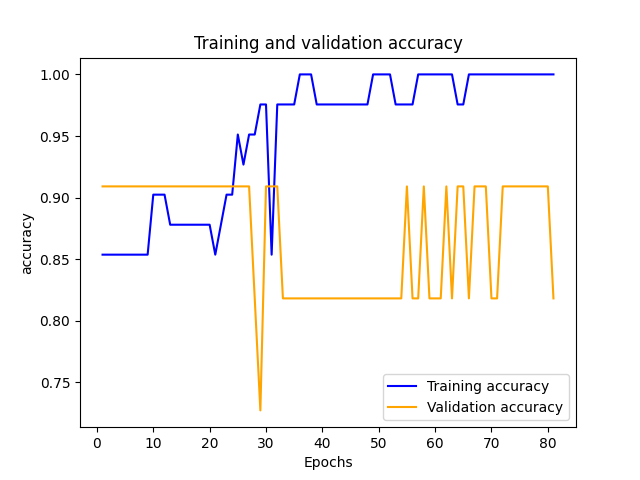 Training and validation accuracy
accuracy
1.00
0.95
0.90
0.85
0.80
0.75
Training accuracy
Validation accuracy
0 10 20 30 40 50 60 70 80
Epochs